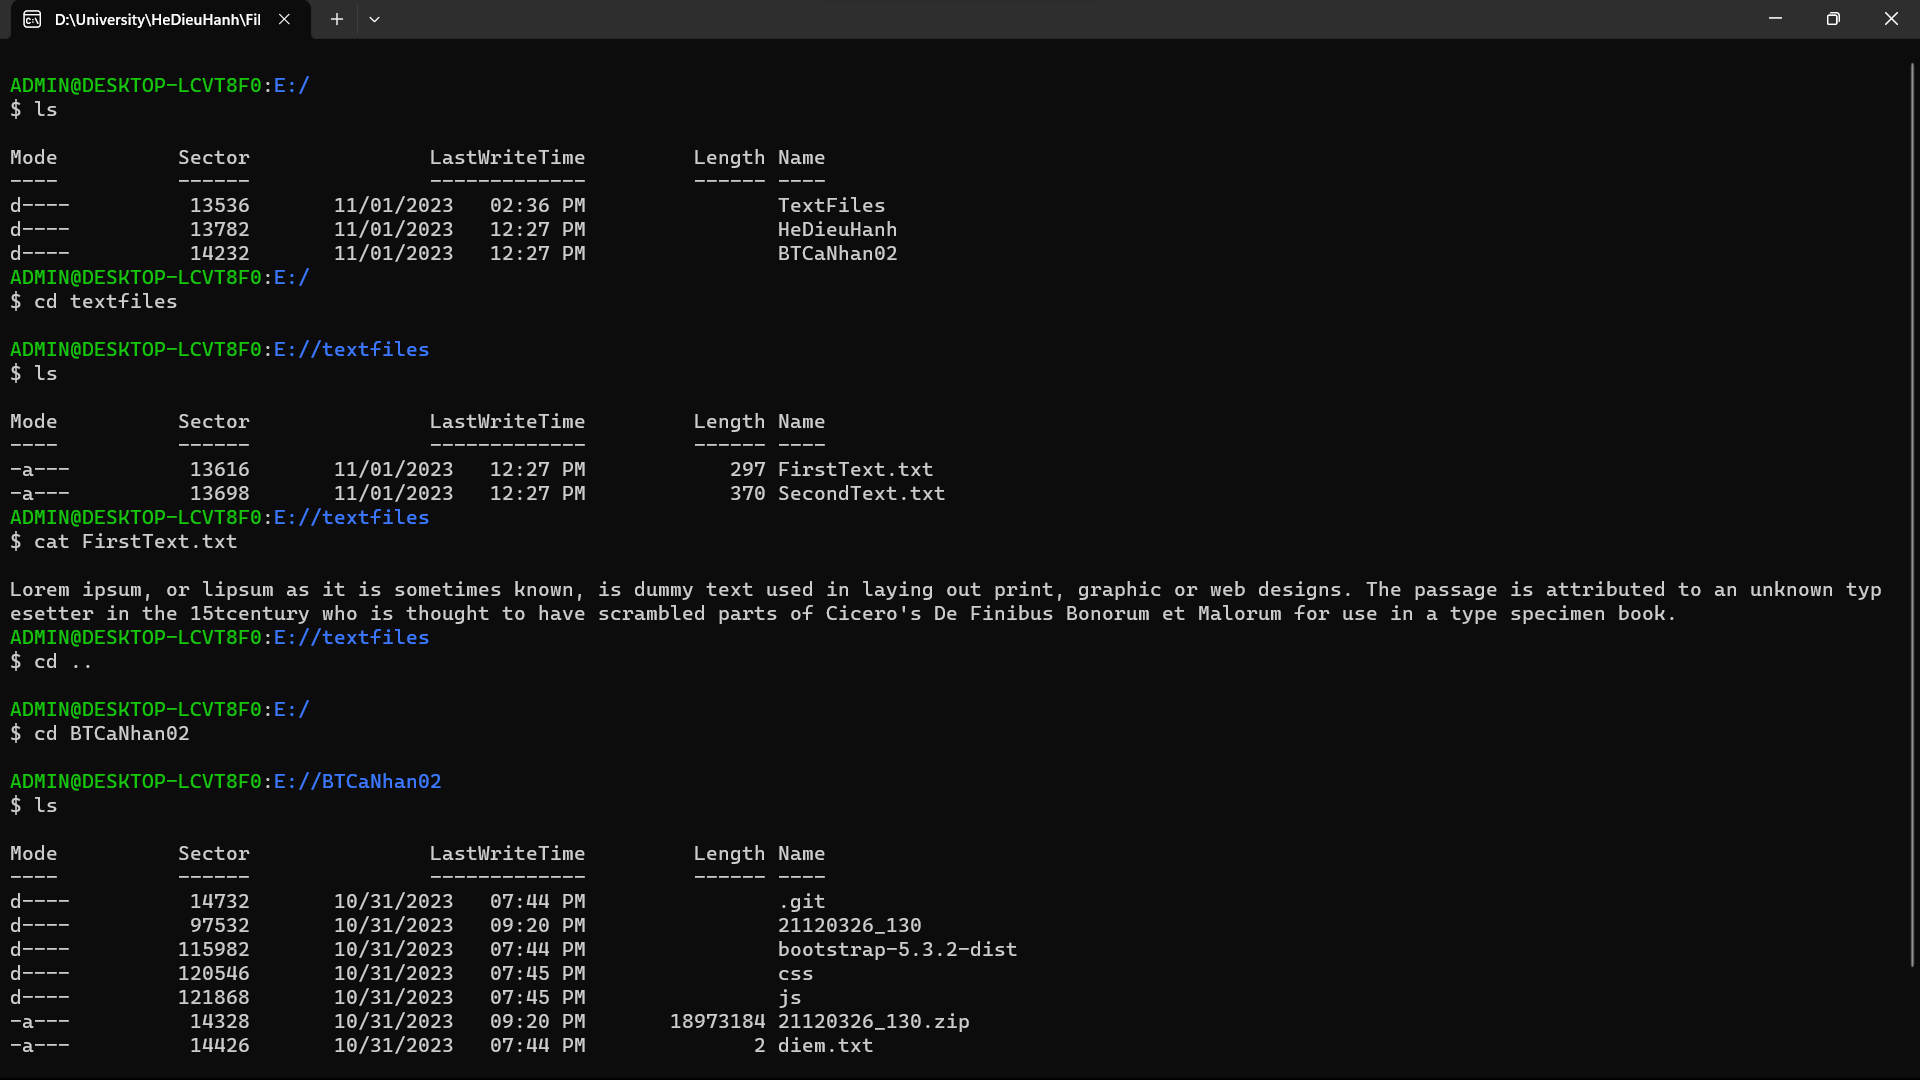 D:\University\HeDieuHanh\Fil
ADMIN@DESKTOP-LCVT8F0:E:/
$ ls
Mode          Sector               LastWriteTime         Length Name
----          ------               -------------         ------ ----
d----          13536       11/01/2023   02:36 PM                TextFiles
d----          13782       11/01/2023   12:27 PM                HeDieuHanh
d----          14232       11/01/2023   12:27 PM                BTCaNhan02
ADMIN@DESKTOP-LCVT8F0:E:/
$ cd textfiles
ADMIN@DESKTOP-LCVT8F0:E://textfiles
$ ls
Mode          Sector               LastWriteTime         Length Name
----          ------               -------------         ------ ----
-a---          13616       11/01/2023   12:27 PM            297 FirstText.txt
-a---          13698       11/01/2023   12:27 PM            370 SecondText.txt
ADMIN@DESKTOP-LCVT8F0:E://textfiles
$ cat FirstText.txt
Lorem ipsum, or lipsum as it is sometimes known, is dummy text used in laying out print, graphic or web designs. The passage is attributed to an unknown typ
esetter in the 15tcentury who is thought to have scrambled parts of Cicero's De Finibus Bonorum et Malorum for use in a type specimen book.
ADMIN@DESKTOP-LCVT8F0:E://textfiles
$ cd ..
ADMIN@DESKTOP-LCVT8F0:E:/
$ cd BTCaNhan02
ADMIN@DESKTOP-LCVT8F0:E://BTCaNhan02
$ ls
Mode          Sector               LastWriteTime         Length Name
----          ------               -------------         ------ ----
d----          14732       10/31/2023   07:44 PM                .git
d----          97532       10/31/2023   09:20 PM                21120326_130
d----         115982       10/31/2023   07:44 PM                bootstrap-5.3.2-dist
d----         120546       10/31/2023   07:45 PM                css
d----         121868       10/31/2023   07:45 PM                js
-a---          14328       10/31/2023   09:20 PM       18973184 21120326_130.zip
-a---          14426       10/31/2023   07:44 PM              2 diem.txt